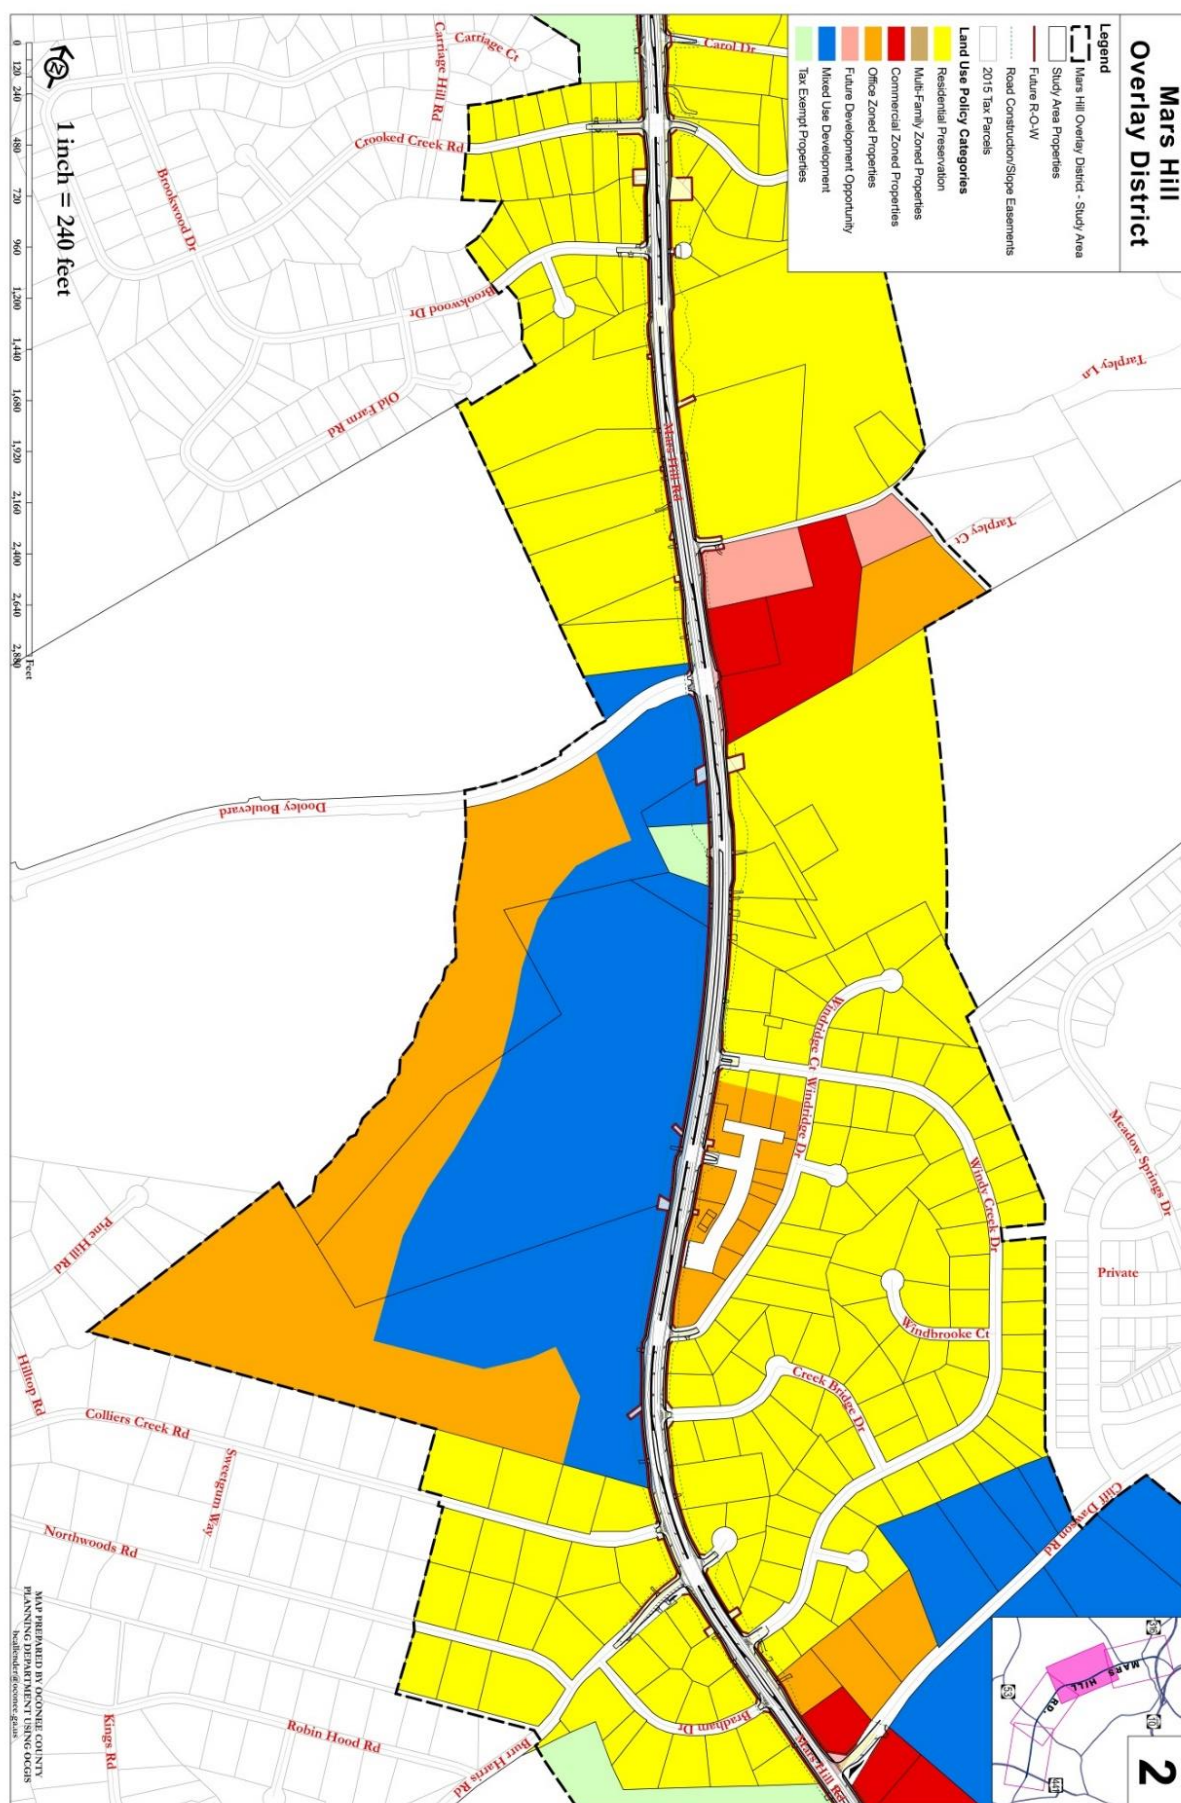 Mars Hill
Overlay District
Legend
Mars Hill Overlay District - Study Area
Study Area Properties
Future R-O-W
Road Construction/Slope Easements
2015 Tax Parcels
Land Use Policy Categories
Residential Preservation
Multi-Family Zoned Properties
Commercial Zoned Properties
Office Zoned Properties
Future Development Opportunity
Mixed Use Development
Tax Exempt Properties
Carol Dr
Carriage Ct
Carriage Hill Rd
Crooked Creek Rd
Brookwood Dr
Brookwood Dr
Old Farm Rd
Mars Hill Rd
Tarpley Ln
Tarpley Ct
Dooley Boulevard
Windridge Ct
Windridge Dr
Windy Creek Dr
Meadow Springs Dr
Private
Windbrooke Ct
Creek Bridge Dr
Cliff Dawson Rd
Pine Hill Rd
Hilltop Rd
Colliers Creek Rd
Sweetgum Way
Northwoods Rd
Kings Rd
Robin Hood Rd
Burr Harris Rd
Bradham Dr
Mars Hill Rd
N
1 inch = 240 feet
0 120 240 480 720 960 1,200 1,440 1,680 1,920 2,160 2,400 2,640 2,880
Feet
MARS HILL RD.
53
441
2
MAP PREPARED BY OCONEE COUNTY
PLANNING DEPARTMENT USING OCGIS